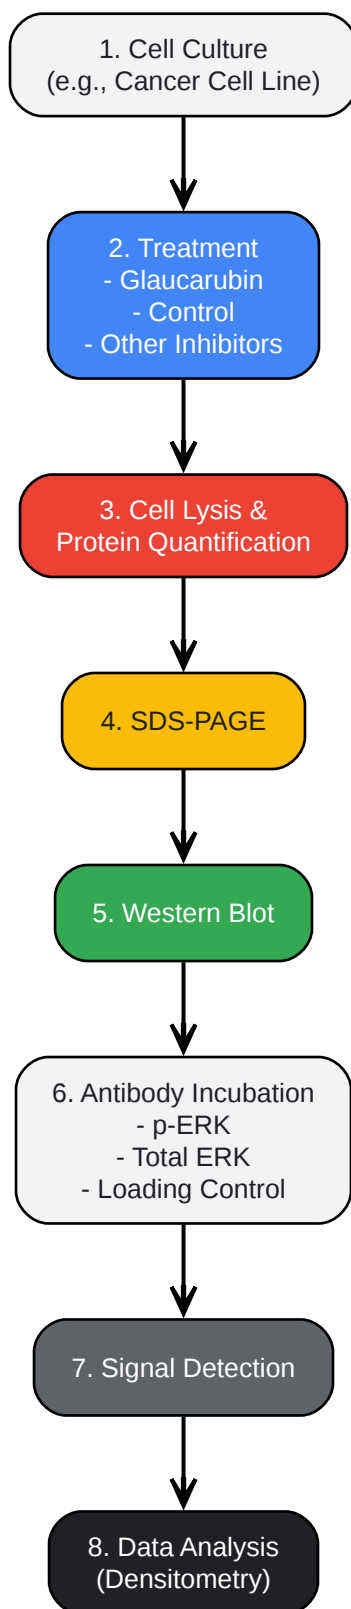 1. Cell Culture
(e.g., Cancer Cell Line)
2. Treatment
- Glaucarubin
- Control
- Other Inhibitors
3. Cell Lysis &
Protein Quantification
4. SDS-PAGE
5. Western Blot
6. Antibody Incubation
- p-ERK
- Total ERK
- Loading Control
7. Signal Detection
8. Data Analysis
(Densitometry)